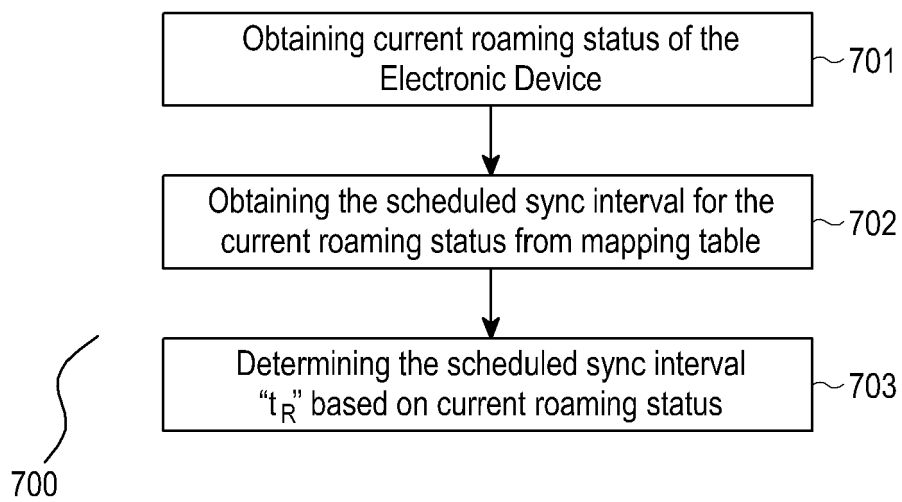 Obtaining current roaming status of the
Electronic Device
701
Obtaining the scheduled sync interval for the
current roaming status from mapping table
702
Determining the scheduled sync interval
“tR” based on current roaming status
703
700